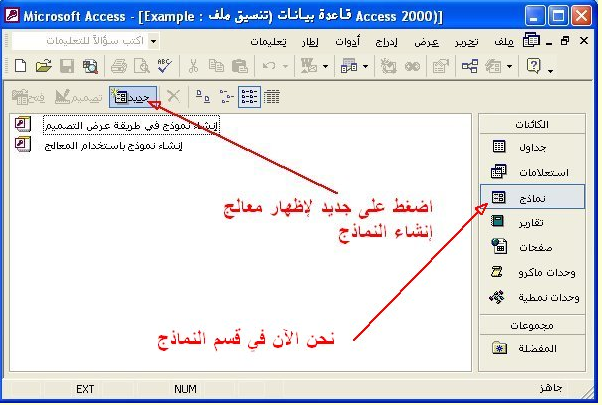 Microsoft Access - [Example : قاعدة بيانات (تنسيق ملف Access 2000)]
ملف تحرير عرض إدراج أدوات إطار تعليمات
اكتب سؤالاً للتعليمات
فتح تصميم جديد
إنشاء نموذج في طريقة عرض التصميم
إنشاء نموذج باستخدام المعالج
الكائنات
جداول
استعلامات
نماذج
تقارير
صفحات
وحدات ماكرو
وحدات نمطية
مجموعات
المفضلة
اضغط على جديد لإظهار معالج
إنشاء النماذج
نحن الآن في قسم النماذج
جاهز
NUM
EXT